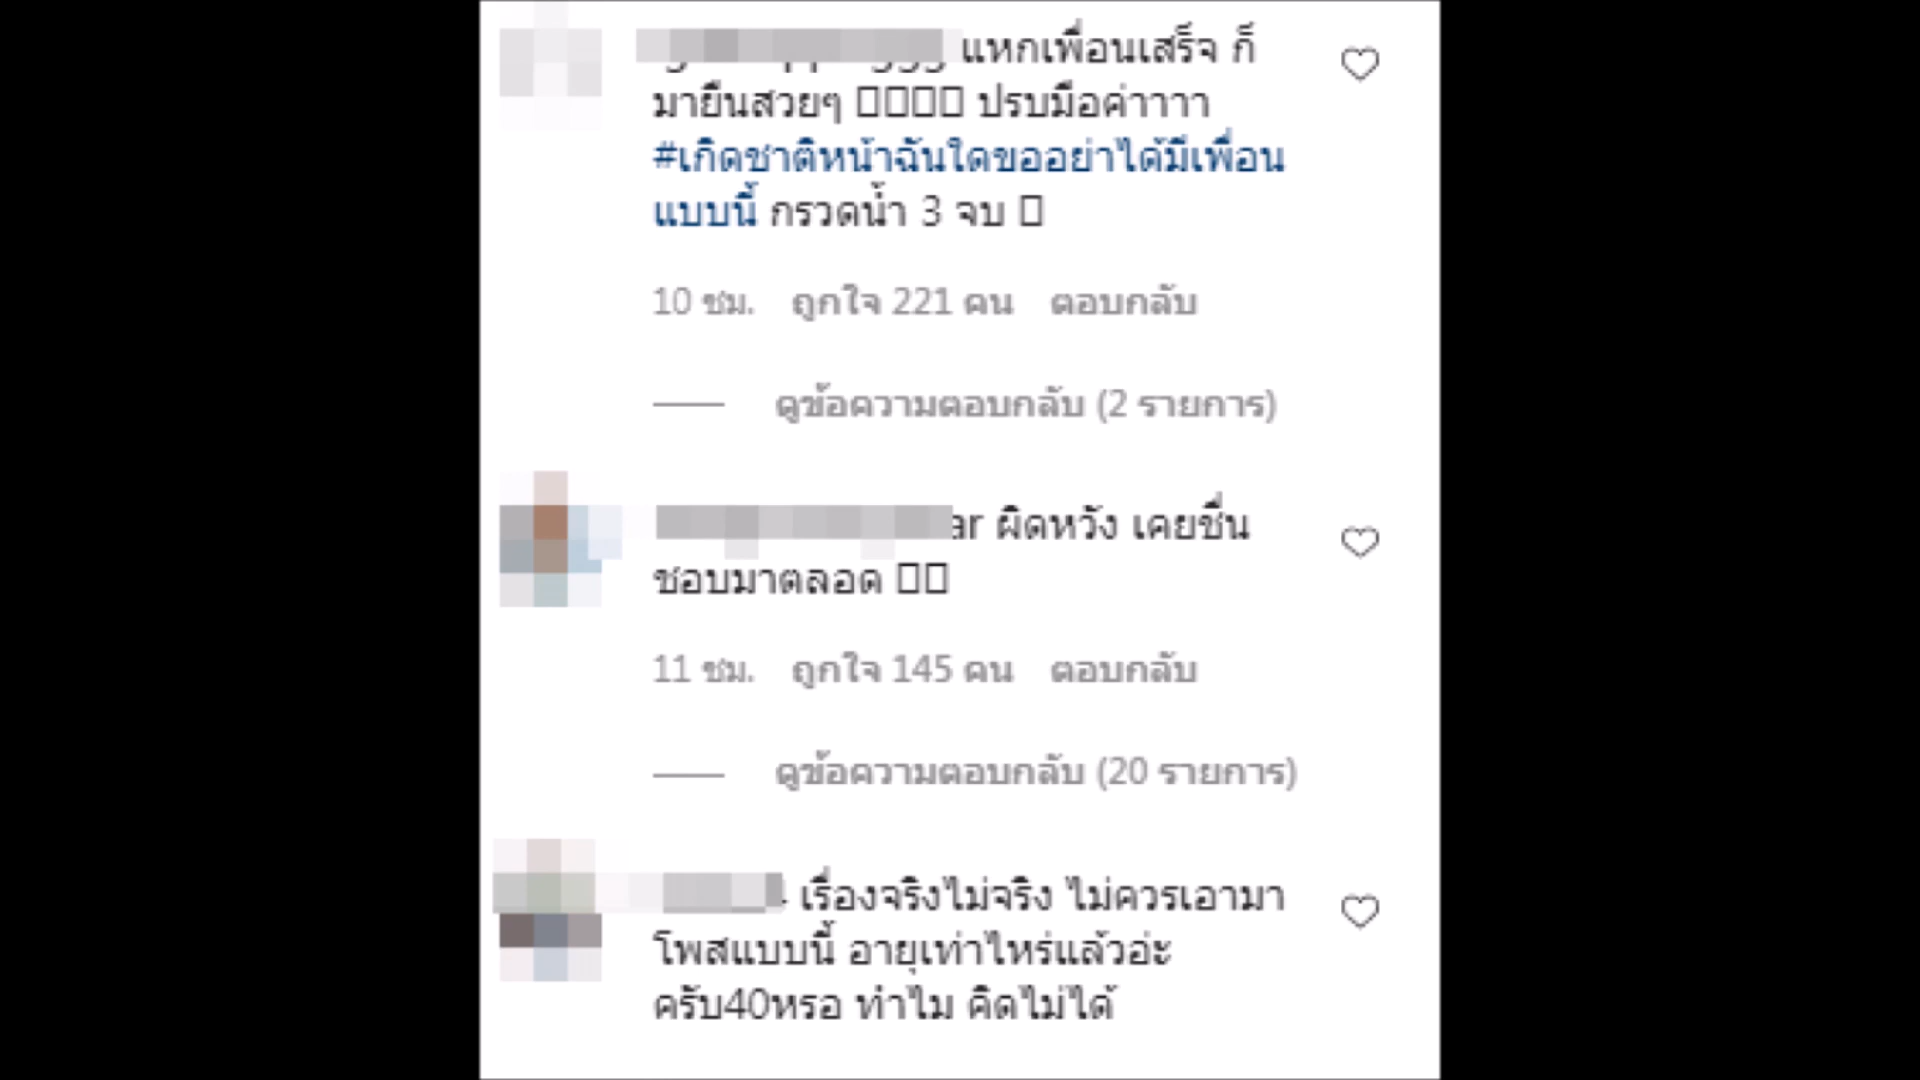 แหกเพื่อนเสร็จ ก็
มายืนสวยๆ ปรบมือค่าาาา
#เกิดชาติหน้าฉันใดขออย่าได้มีเพื่อน
แบบนี้ กรวดน้ำ 3 จบ
10 ชม. ถูกใจ 221 คน ตอบกลับ
ดูข้อความตอบกลับ (2 รายการ)
ar ผิดหวัง เคยชื่น
ชอบมาตลอด
11 ชม. ถูกใจ 145 คน ตอบกลับ
ดูข้อความตอบกลับ (20 รายการ)
เรื่องจริงไม่จริง ไม่ควรเอามา
โพสแบบนี้ อายุเท่าไหร่แล้วอ่ะ
ครับ40หรอ ทำไม คิดไม่ได้